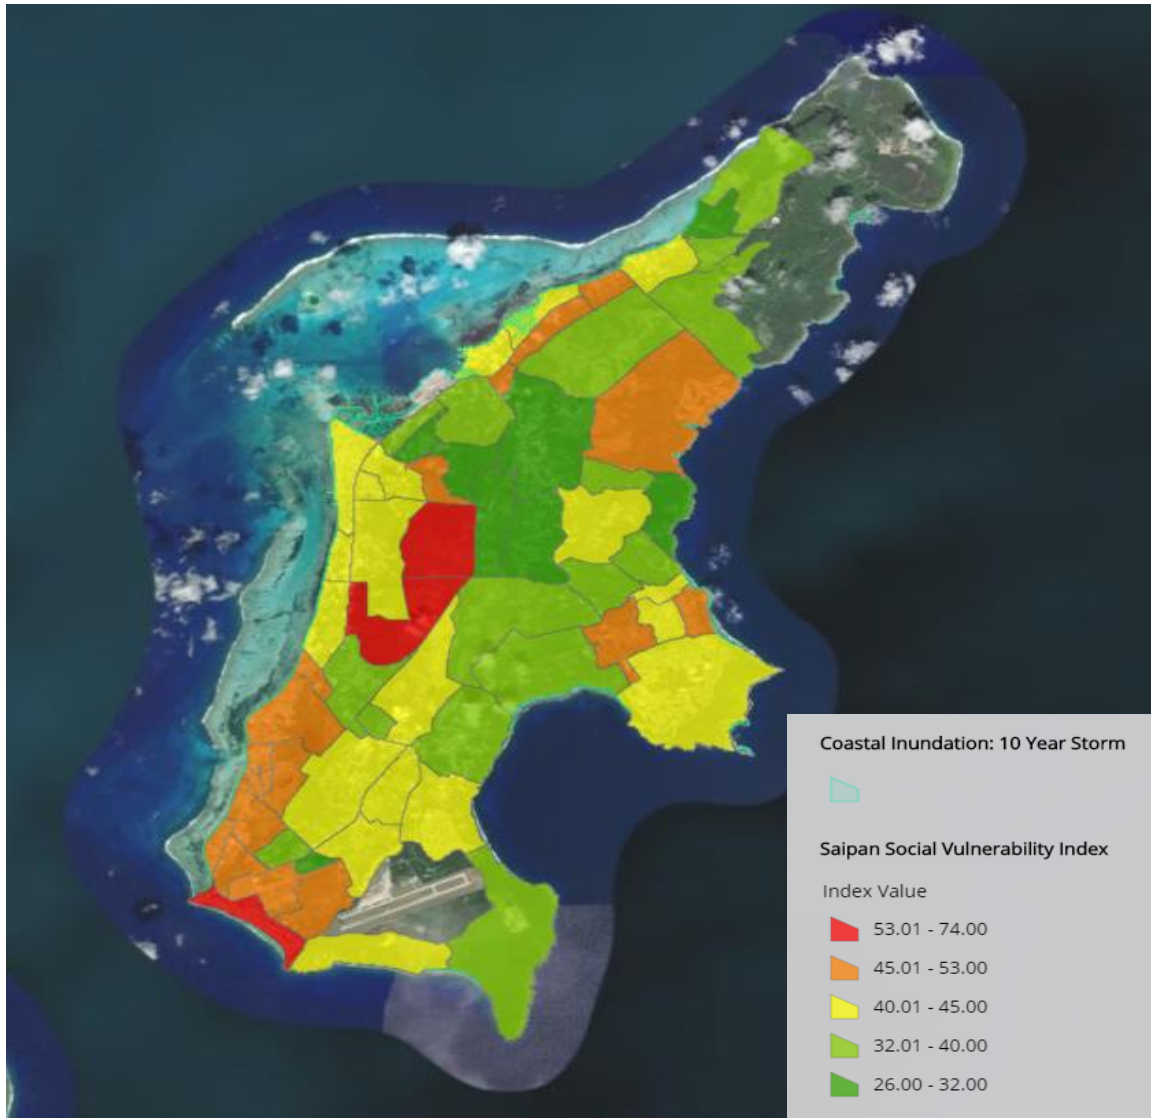 Coastal Inundation: 10 Year Storm
Saipan Social Vulnerability Index
Index Value
53.01 - 74.00
45.01 - 53.00
40.01 - 45.00
32.01 - 40.00
26.00 - 32.00